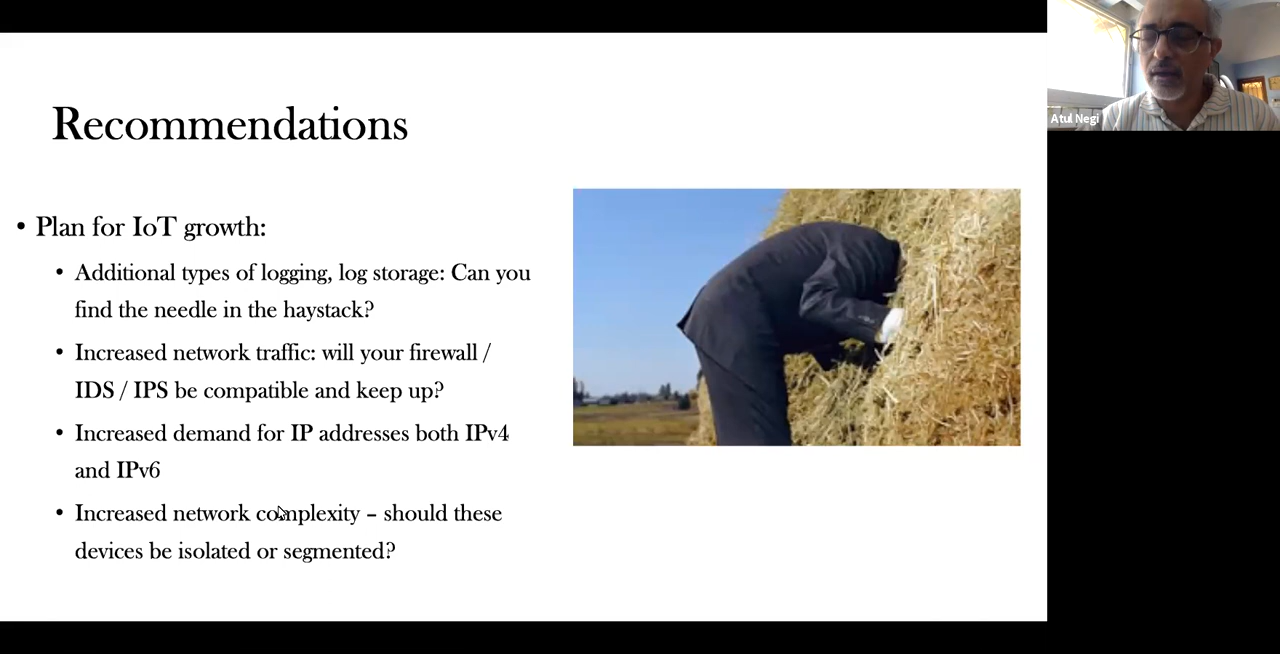 Recommendations
• Plan for IoT growth:
• Additional types of logging, log storage: Can you
find the needle in the haystack?
• Increased network traffic: will your firewall /
IDS / IPS be compatible and keep up?
• Increased demand for IP addresses both IPv4
and IPv6
• Increased network complexity – should these
devices be isolated or segmented?
Atul Negi